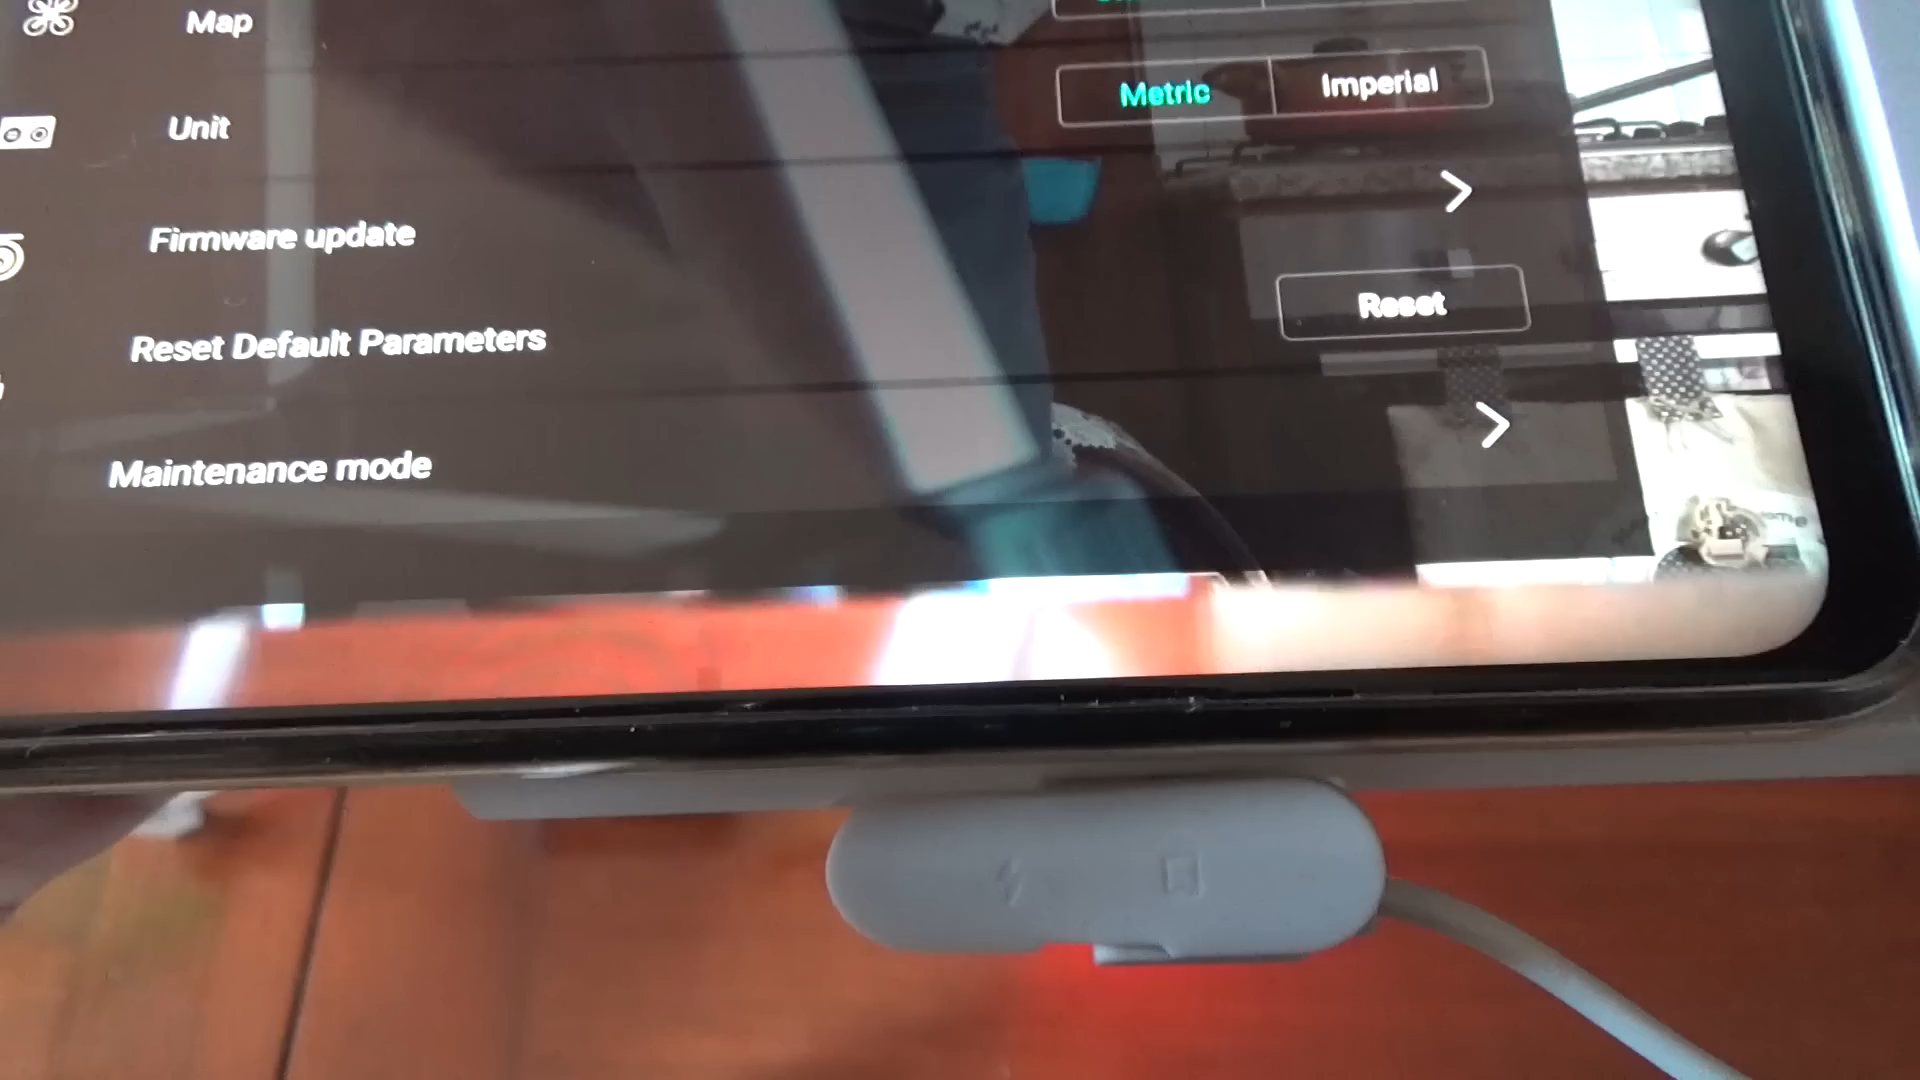 Map
Unit
Metric
Imperial
Firmware update
Reset Default Parameters
Reset
Maintenance mode